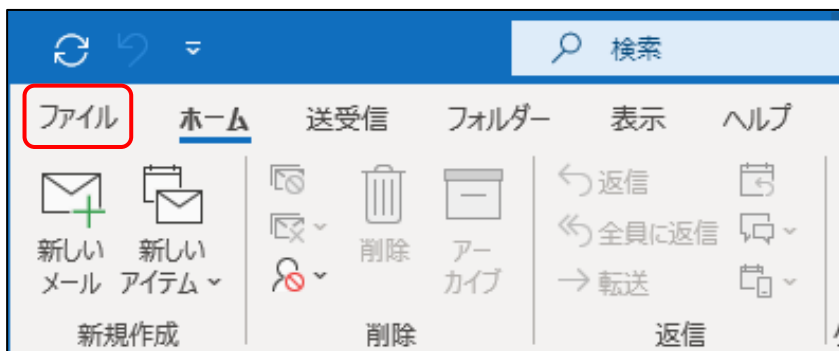 検索
ファイル ホーム 送受信 フォルダー 表示 ヘルプ
新しい
メール
新しい
アイテム
削除
アー
カイブ
返信
全員に返信
転送
新規作成 削除 返信